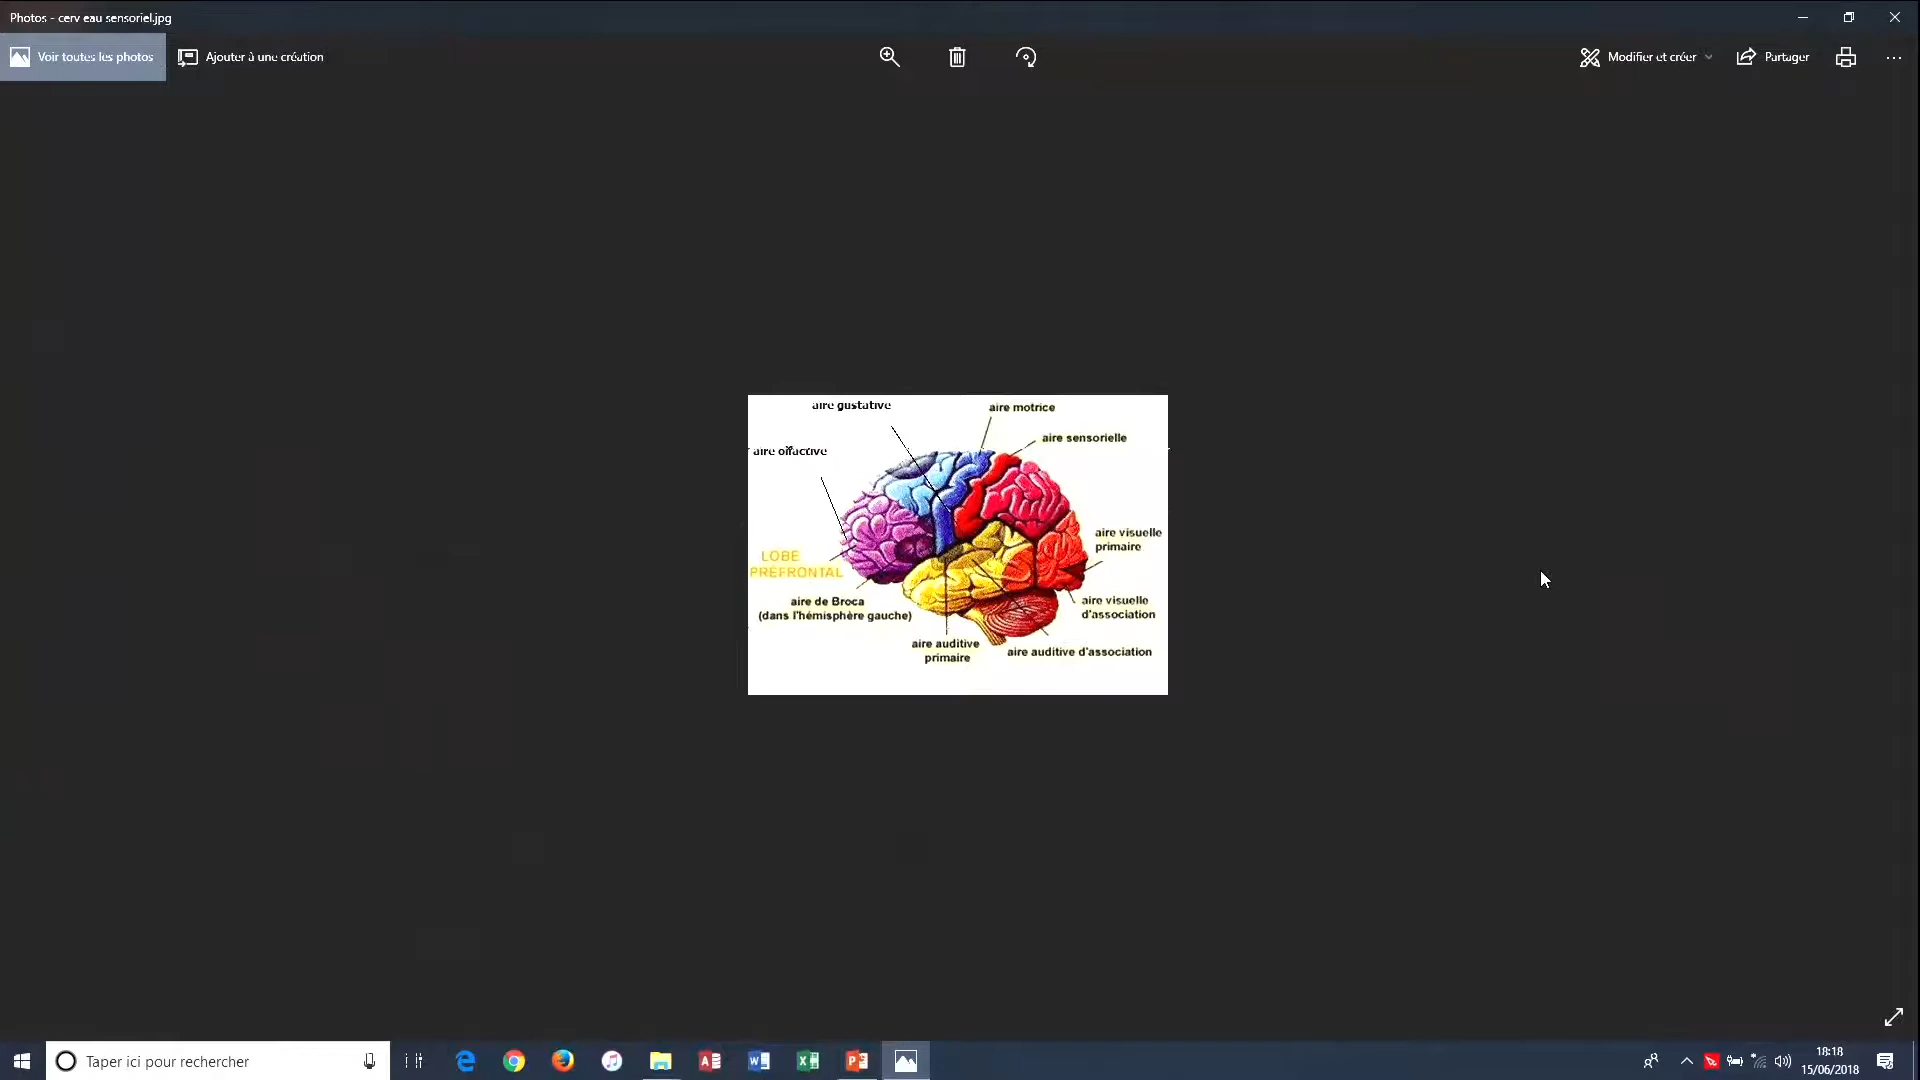 Photos - cerv eau sensoriel.jpg
Voir toutes les photos
Ajouter à une création
Modifier et créer
Partager
aire gustative
aire motrice
aire sensorielle
aire olfactive
aire visuelle
primaire
LOBE
PRÉFRONTAL
aire de Broca
(dans l'hémisphère gauche)
aire visuelle
d'association
aire auditive
primaire
aire auditive d'association
Taper ici pour rechercher
18:18
15/06/2018